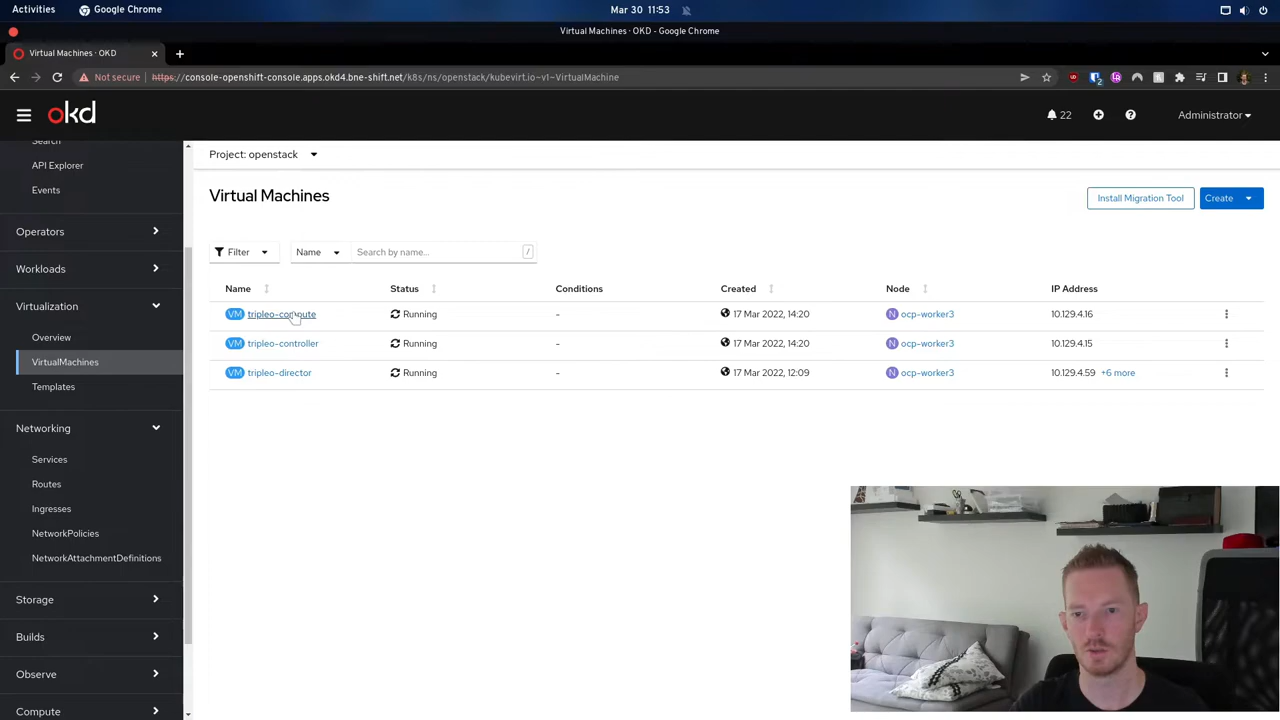 Activities
Google Chrome
Mar 30 11:53
Virtual Machines · OKD - Google Chrome
Virtual Machines · OKD
Not secure
https://console-openshift-console.apps.okd4.bne-shift.net/k8s/ns/openstack/kubevirt.io~v1~VirtualMachine
okd
22
Administrator
Search
API Explorer
Events
Operators
Workloads
Virtualization
Overview
VirtualMachines
Templates
Networking
Services
Routes
Ingresses
NetworkPolicies
NetworkAttachmentDefinitions
Storage
Builds
Observe
Compute
Project: openstack
Virtual Machines
Install Migration Tool
Create
Filter
Name
Search by name...
/
Name Status Conditions Created Node IP Address
VM tripleo-compute Running - 17 Mar 2022, 14:20 N ocp-worker3 10.129.4.16
VM tripleo-controller Running - 17 Mar 2022, 14:20 N ocp-worker3 10.129.4.15
VM tripleo-director Running - 17 Mar 2022, 12:09 N ocp-worker3 10.129.4.59 +6 more